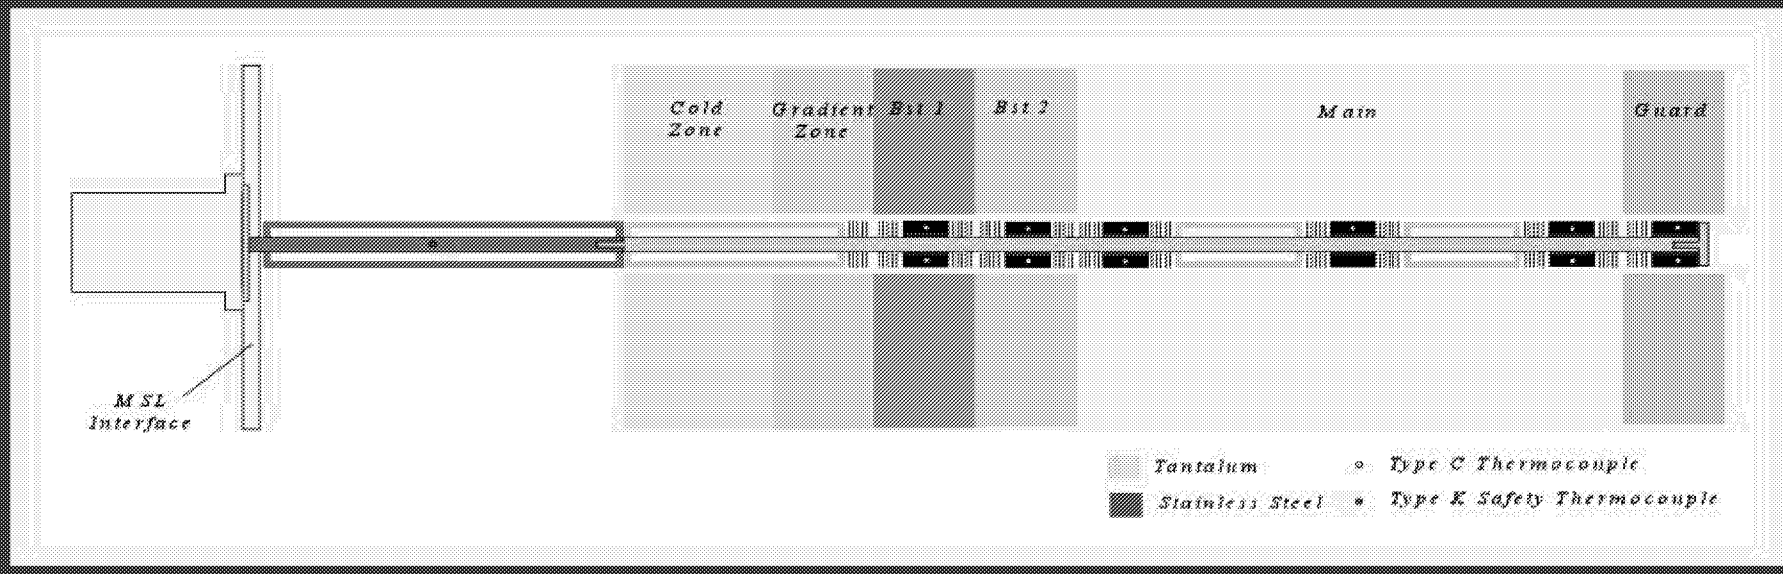 Cold
Zone
Gradient
Zone
Bst 1
Bst 2
Main
Guard
MSL
Interface
Tantalum
Stainless Steel
Type C Thermocouple
Type K Safety Thermocouple